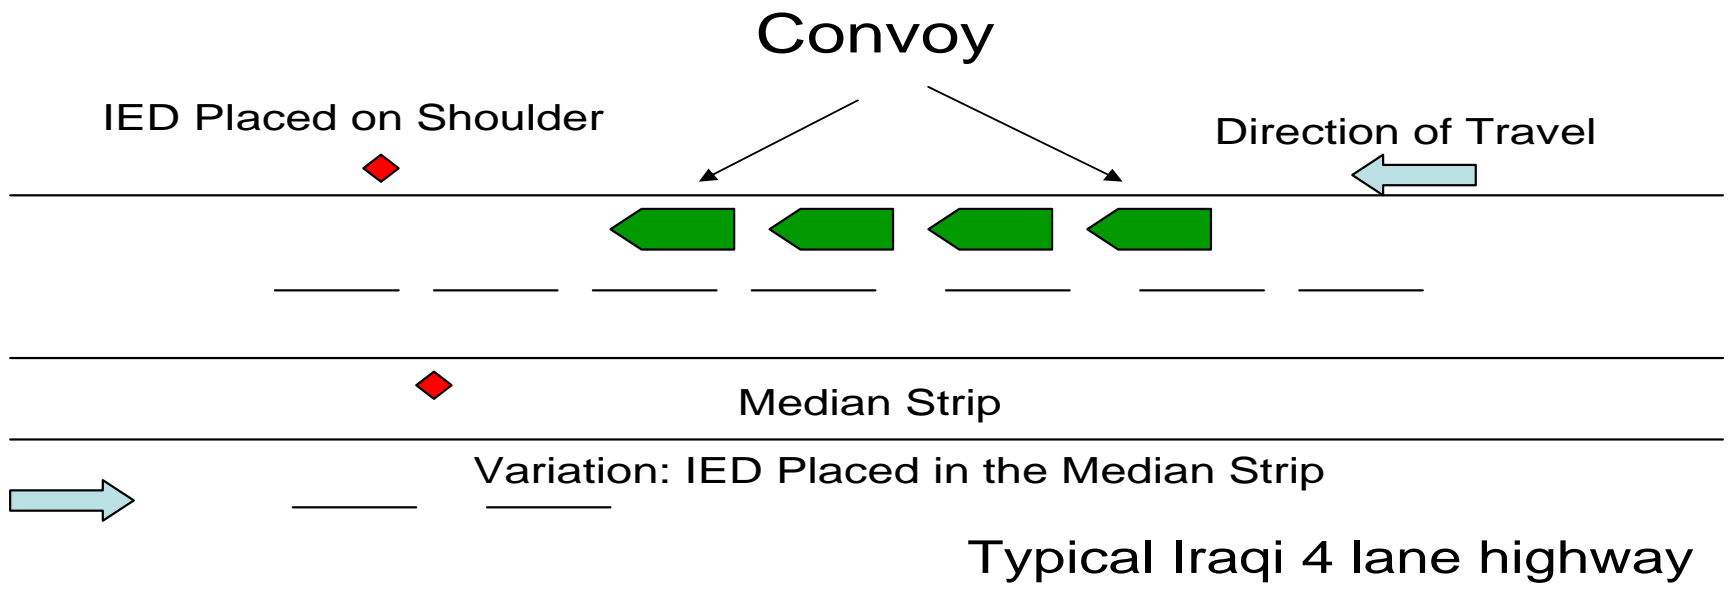 Convoy
IED Placed on Shoulder
Direction of Travel
Median Strip
Variation: IED Placed in the Median Strip
Typical Iraqi 4 lane highway